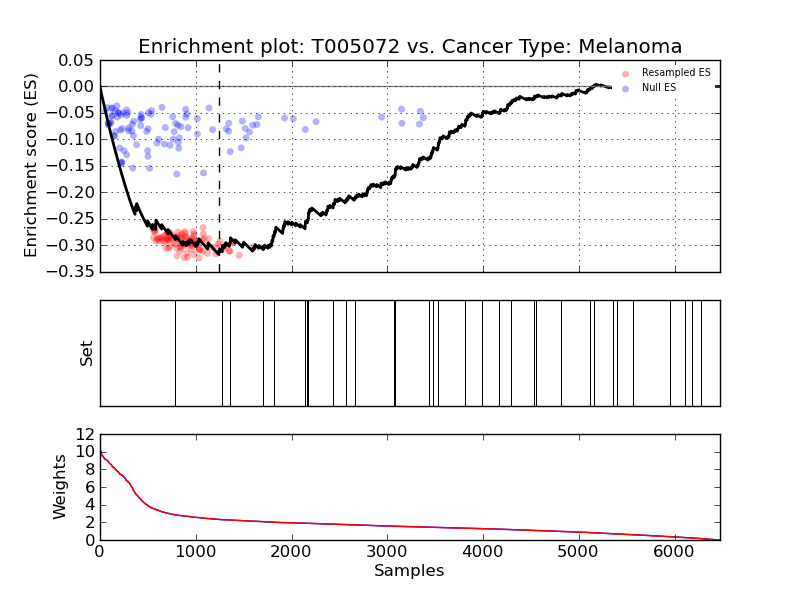 Enrichment plot: T005072 vs. Cancer Type: Melanoma
Enrichment score (ES)
0.05
0.00
−0.05
−0.10
−0.15
−0.20
−0.25
−0.30
−0.35
Resampled ES
Null ES
Set
Weights
12
10
8
6
4
2
0
0 1000 2000 3000 4000 5000 6000
Samples